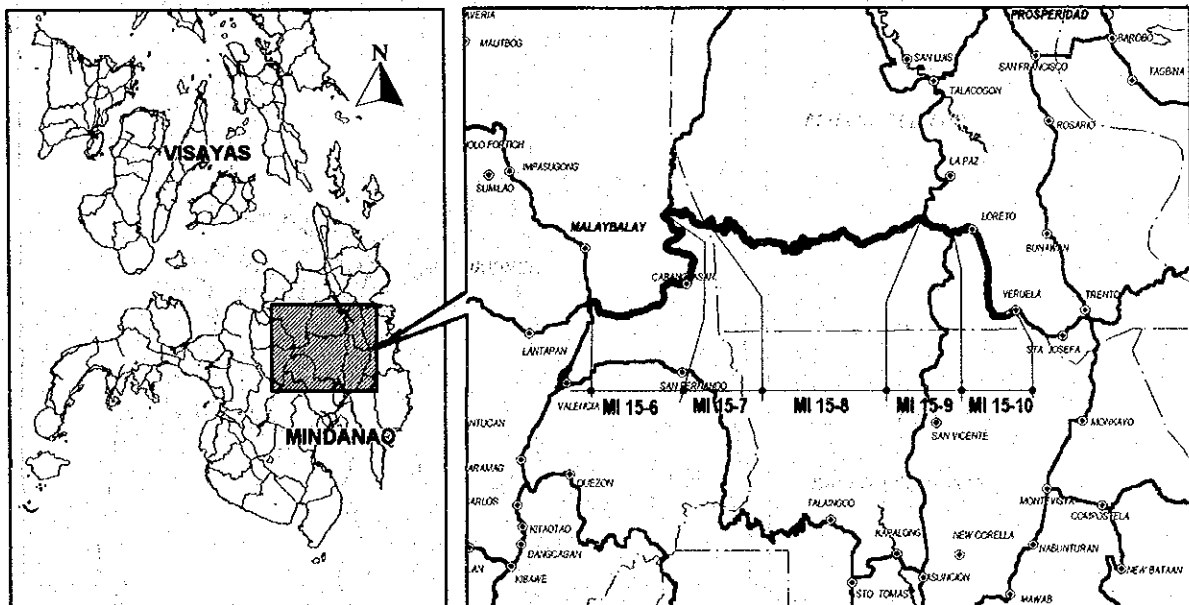 N
VISAYAS
MINDANAO
PROSPERIDAD
BAROBO
SAN LUIS
SAN FRANCISCO
TAGBINA
TALACOGON
ROSARIO
LA PAZ
IMPASUGONG
SUMILAO
LORETO
MALAYBALAY
BUNAWAN
CABANGLASAN
VERUELA
TRENTO
LANTAPAN
STA JOSEFA
SAN FERNANDO
VALENCIA
MI 15-6
MI 15-7
MI 15-8
MI 15-9
MI 15-10
SAN VICENTE
MONKAYO
QUEZON
MONTEVISTA
COMPOSTELA
TALAINGOD
KITAOTAO
KAPALONG
NEW CORELLA
NABUNTURAN
DANGCAGAN
KIBAWE
ASUNCION
NEW BATAAN
STO TOMAS
MAWAB